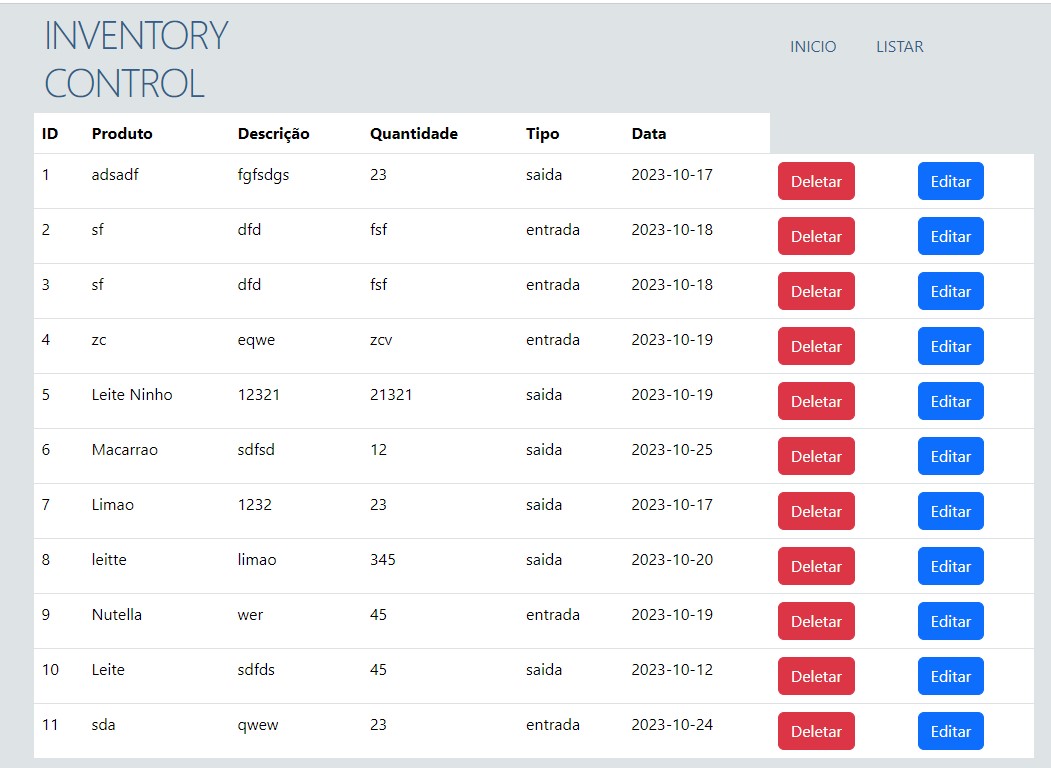 INVENTORY
CONTROL
INICIO LISTAR
ID Produto Descrição Quantidade Tipo Data
1 adsadf fgfsdgs 23 saida 2023-10-17 Deletar Editar
2 sf dfd fsf entrada 2023-10-18 Deletar Editar
3 sf dfd fsf entrada 2023-10-18 Deletar Editar
4 zc eqwe zcv entrada 2023-10-19 Deletar Editar
5 Leite Ninho 12321 21321 saida 2023-10-19 Deletar Editar
6 Macarrao sdfsd 12 saida 2023-10-25 Deletar Editar
7 Limao 1232 23 saida 2023-10-17 Deletar Editar
8 leitte limao 345 saida 2023-10-20 Deletar Editar
9 Nutella wer 45 entrada 2023-10-19 Deletar Editar
10 Leite sdfds 45 saida 2023-10-12 Deletar Editar
11 sda qwew 23 entrada 2023-10-24 Deletar Editar